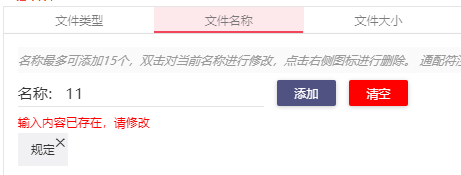 文件类型 文件名称 文件大小
名称最多可添加15个，双击对当前名称进行修改，点击右侧图标进行删除。 通配符
名称: 11 添加 清空
输入内容已存在，请修改
规定×